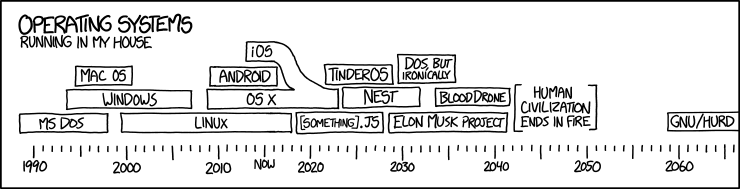 OPERATING SYSTEMS
RUNNING IN MY HOUSE
iOS
MAC OS
ANDROID
TINDEROS
DOS, BUT
IRONICALLY
WINDOWS
OS X
NEST
BLOODDRONE
HUMAN
CIVILIZATION
ENDS IN FIRE
MS DOS
LINUX
[SOMETHING].JS
ELON MUSK PROJECT
GNU/HURD
1990
2000
2010
NOW
2020
2030
2040
2050
2060